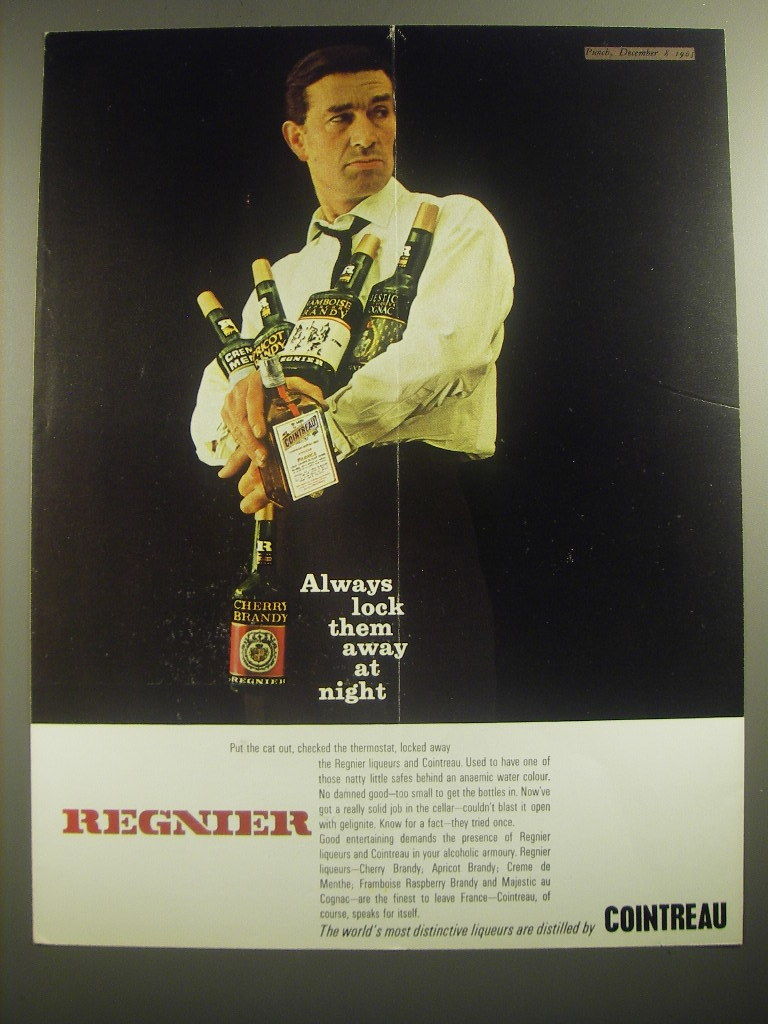 Punch, December 8 1965
R
R
FRAMBOISE
BRANDY
REGNIER
MAJESTIC
COGNAC
APRICOT
BRANDY
COINTREAU
R
CHERRY
BRANDY
REGNIER
Always
lock
them
away
at
night
Put the cat out, checked the thermostat, locked away
the Regnier liqueurs and Cointreau. Used to have one of
those natty little safes behind an anaemic water colour.
No damned good—too small to get the bottles in. Now've
got a really solid job in the cellar—couldn't blast it open
with gelignite. Know for a fact—they tried once.
Good entertaining demands the presence of Regnier
liqueurs and Cointreau in your alcoholic armoury. Regnier
liqueurs—Cherry Brandy; Apricot Brandy; Creme de
Menthe; Framboise Raspberry Brandy and Majestic au
Cognac—are the finest to leave France—Cointreau, of
course, speaks for itself.
REGNIER
The world's most distinctive liqueurs are distilled by COINTREAU